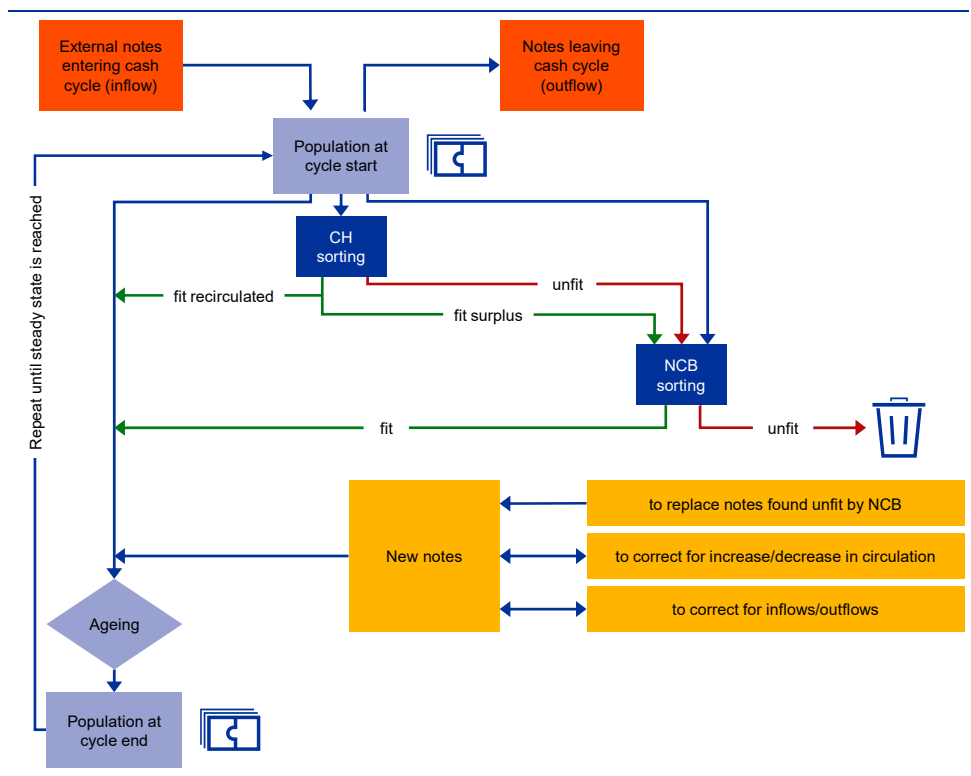 External notes
entering cash
cycle (inflow)
Notes leaving
cash cycle
(outflow)
Population at
cycle start
CH
sorting
unfit
fit recirculated
fit surplus
NCB
sorting
fit
unfit
Repeat until steady state is reached
New notes
to replace notes found unfit by NCB
to correct for increase/decrease in circulation
to correct for inflows/outflows
Ageing
Population at
cycle end